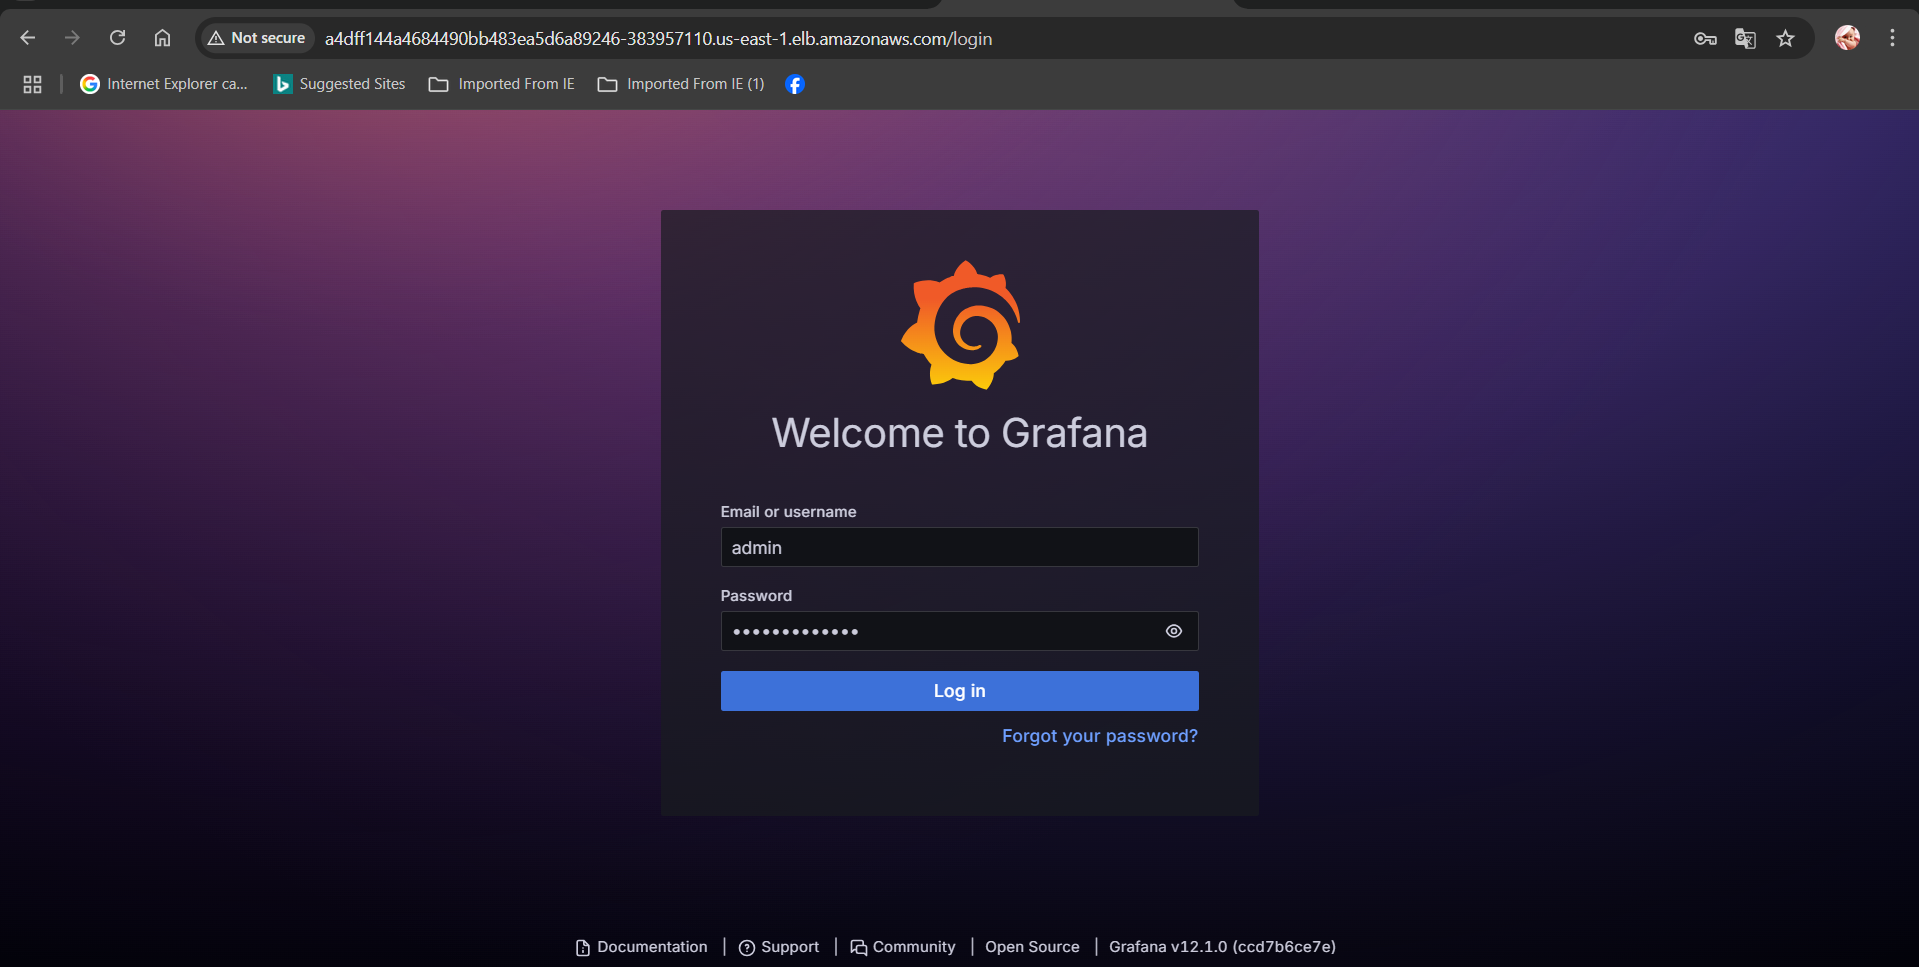 Not secure a4dff144a4684490bb483ea5d6a89246-383957110.us-east-1.elb.amazonaws.com/login
Internet Explorer ca... Suggested Sites Imported From IE Imported From IE (1)
Welcome to Grafana
Email or username
admin
Password
•••••••••••••
Log in
Forgot your password?
Documentation | Support | Community | Open Source | Grafana v12.1.0 (ccd7b6ce7e)